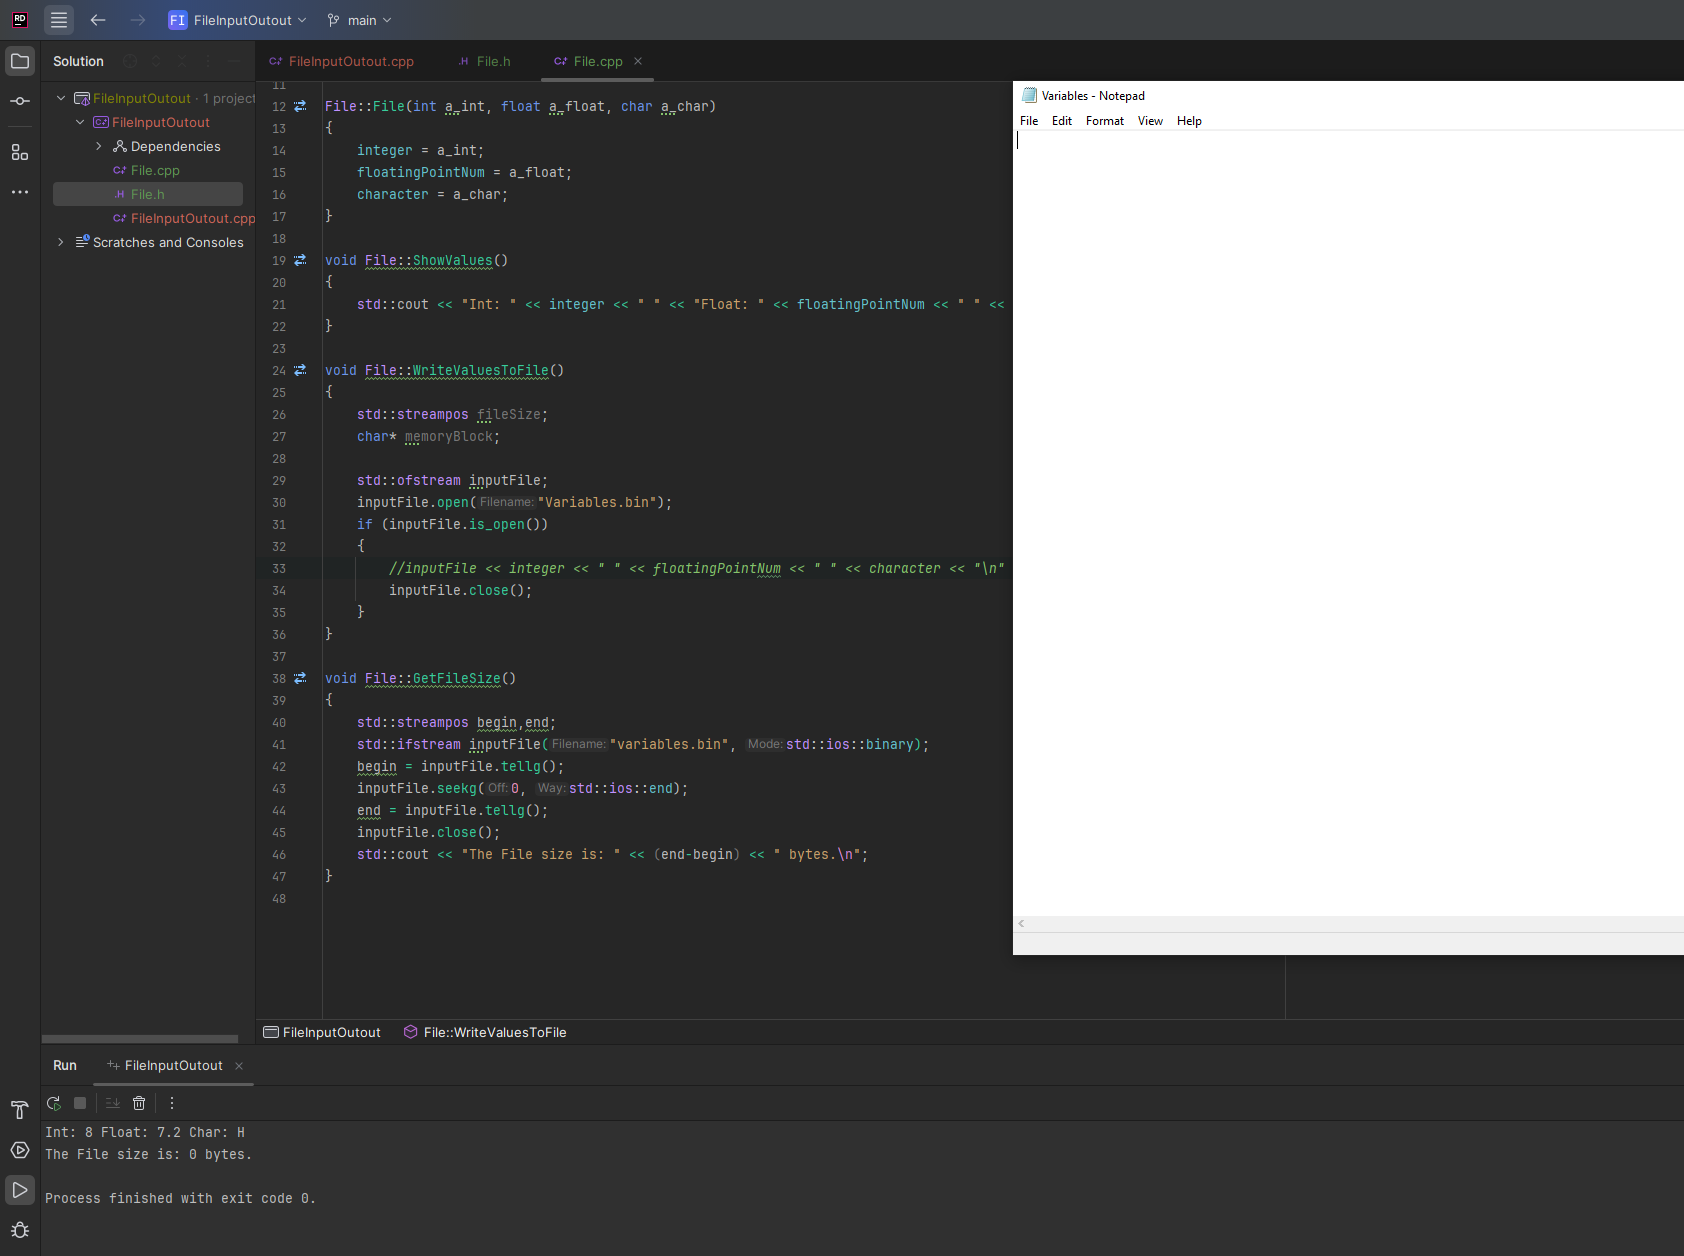 RD FI FileInputOutout main
Solution
FileInputOutout · 1 project
FileInputOutout
Dependencies
File.cpp
File.h
FileInputOutout.cpp
Scratches and Consoles
FileInputOutout.cpp File.h File.cpp
11
12 File::File(int a_int, float a_float, char a_char)
13 {
14 integer = a_int;
15 floatingPointNum = a_float;
16 character = a_char;
17 }
18
19 void File::ShowValues()
20 {
21 std::cout << "Int: " << integer << " " << "Float: " << floatingPointNum << " " <<
22 }
23
24 void File::WriteValuesToFile()
25 {
26 std::streampos fileSize;
27 char* memoryBlock;
28
29 std::ofstream inputFile;
30 inputFile.open( Filename: "Variables.bin");
31 if (inputFile.is_open())
32 {
33 //inputFile << integer << " " << floatingPointNum << " " << character << "\n"
34 inputFile.close();
35 }
36 }
37
38 void File::GetFileSize()
39 {
40 std::streampos begin,end;
41 std::ifstream inputFile( Filename: "variables.bin", Mode: std::ios::binary);
42 begin = inputFile.tellg();
43 inputFile.seekg( Off: 0, Way: std::ios::end);
44 end = inputFile.tellg();
45 inputFile.close();
46 std::cout << "The File size is: " << (end-begin) << " bytes.\n";
47 }
48
Variables - Notepad
File Edit Format View Help
FileInputOutout File::WriteValuesToFile
Run FileInputOutout
Int: 8 Float: 7.2 Char: H
The File size is: 0 bytes.
Process finished with exit code 0.